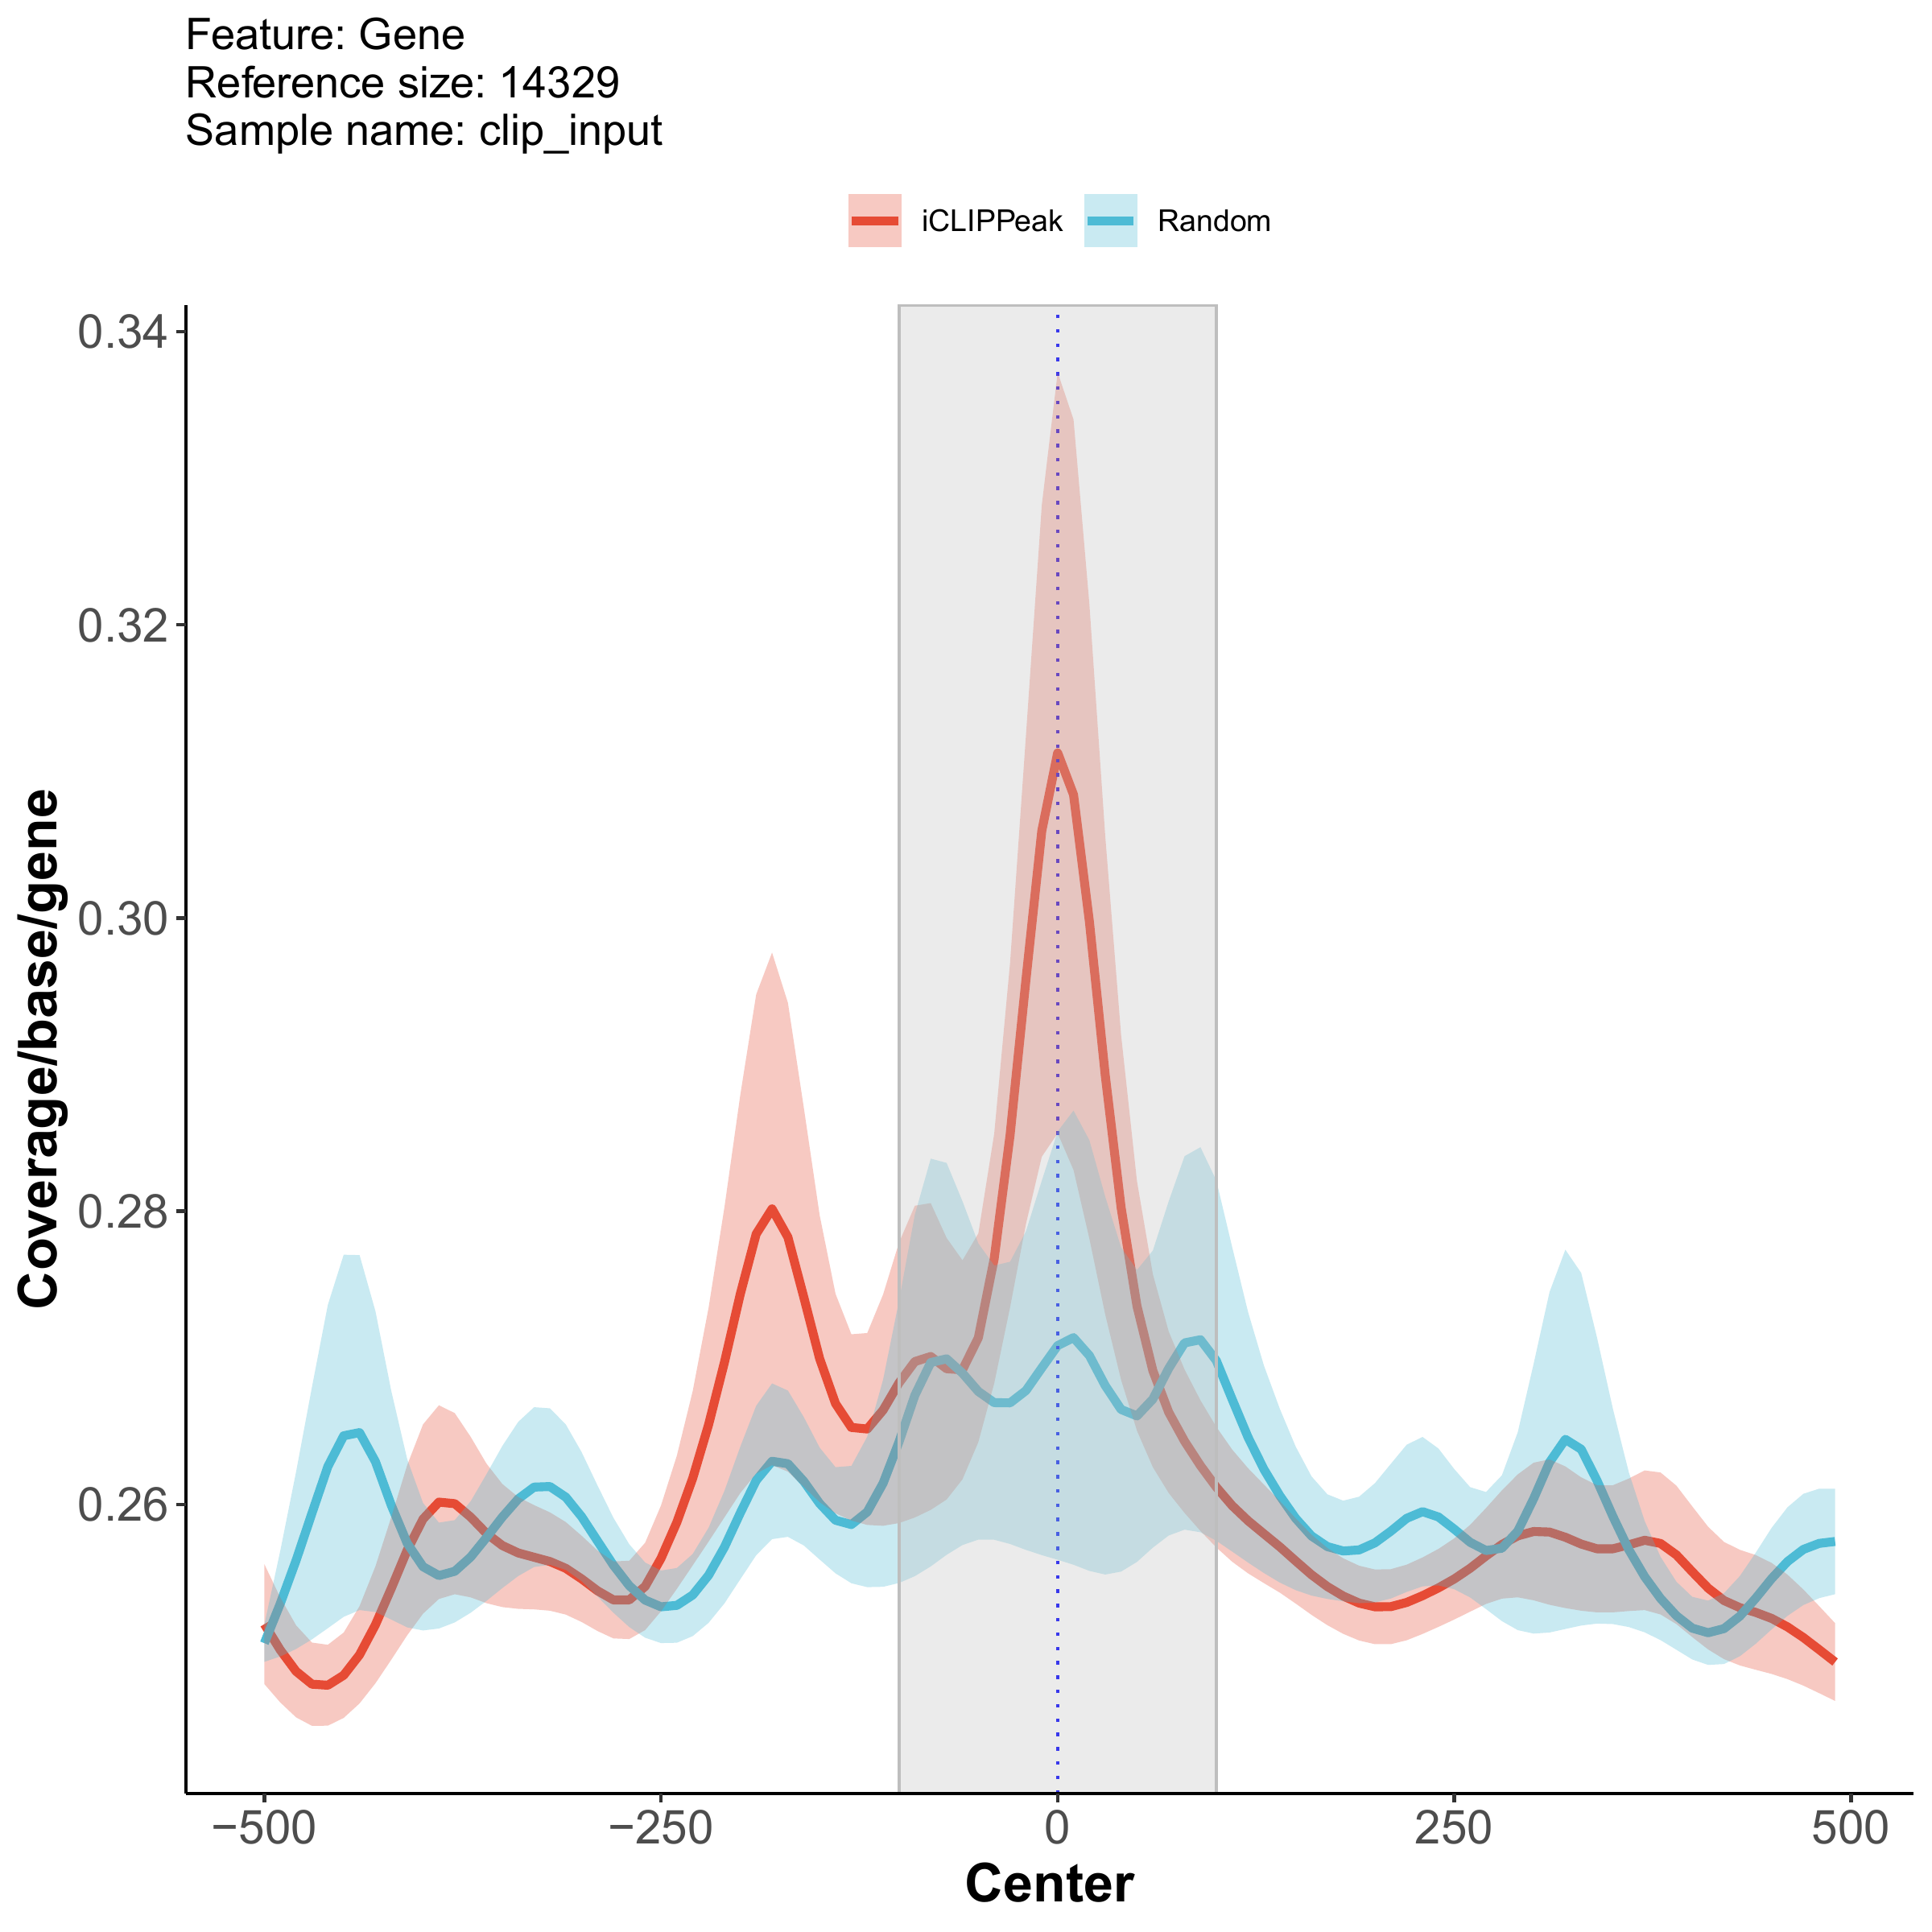 Feature: Gene
Reference size: 14329
Sample name: clip_input
iCLIPPeak Random
0.34
0.32
0.30
0.28
0.26
Coverage/base/gene
−500 −250 0 250 500
Center